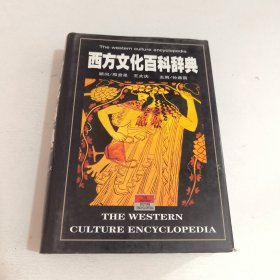 The western culture encyclopedia
西方文化百科辞典
THE WESTERN
CULTURE ENCYCLOPEDIA